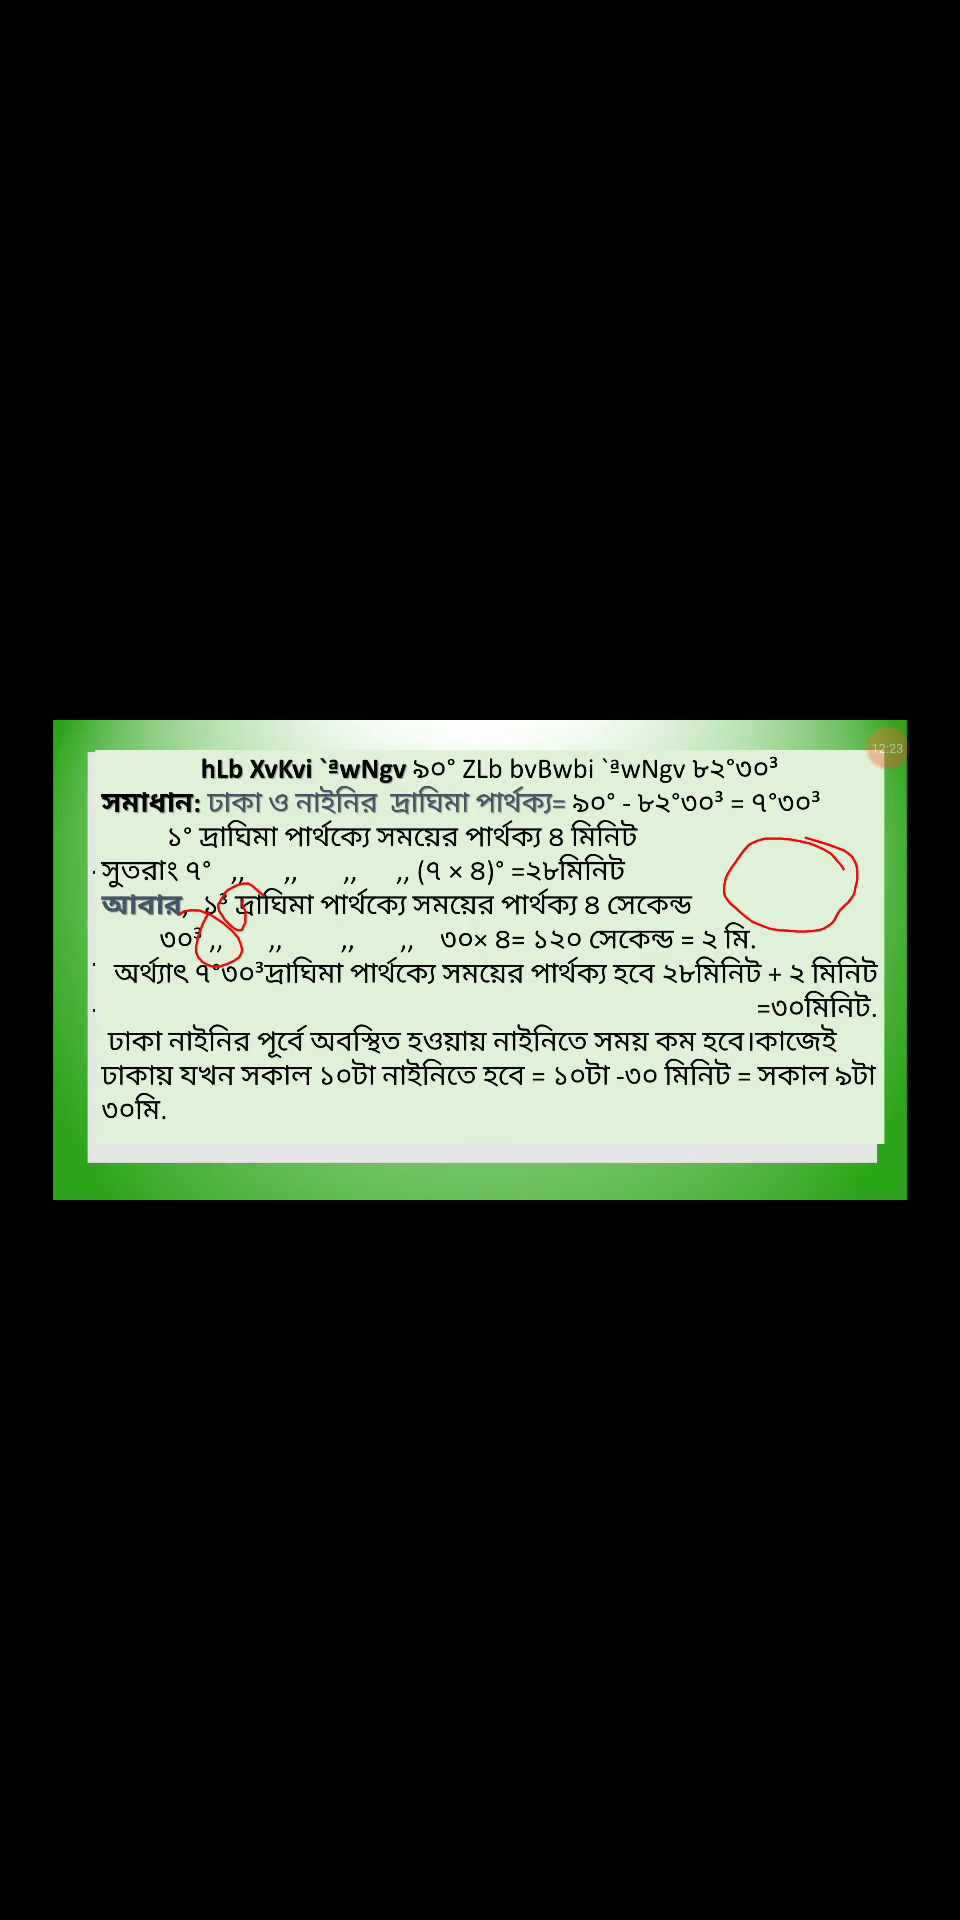 12:23
hLb XvKvi `ªwNgv ৯০° ZLb bvBwbi `ªwNgv ৮২°৩০³
সমাধান: ঢাকা ও নাইনির দ্রাঘিমা পার্থক্য= ৯০° - ৮২°৩০³ = ৭°৩০³
১° দ্রাঘিমা পার্থক্যে সময়ের পার্থক্য ৪ মিনিট
সুতরাং ৭° ,, ,, ,, ,, (৭ × ৪)° =২৮মিনিট
আবার, ১³ দ্রাঘিমা পার্থক্যে সময়ের পার্থক্য ৪ সেকেন্ড
৩০³ ,, ,, ,, ,, ৩০× ৪= ১২০ সেকেন্ড = ২ মি.
অর্থ্যাৎ ৭°৩০³দ্রাঘিমা পার্থক্যে সময়ের পার্থক্য হবে ২৮মিনিট + ২ মিনিট
=৩০মিনিট.
ঢাকা নাইনির পূর্বে অবস্থিত হওয়ায় নাইনিতে সময় কম হবে।কাজেই
ঢাকায় যখন সকাল ১০টা নাইনিতে হবে = ১০টা -৩০ মিনিট = সকাল ৯টা
৩০মি.